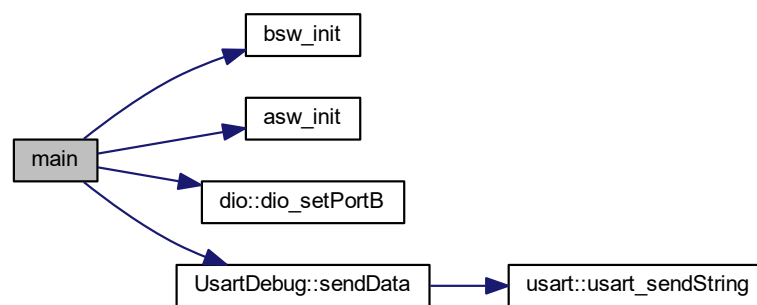 bsw_init
asw_init
main
dio::dio_setPortB
UsartDebug::sendData
usart::usart_sendString